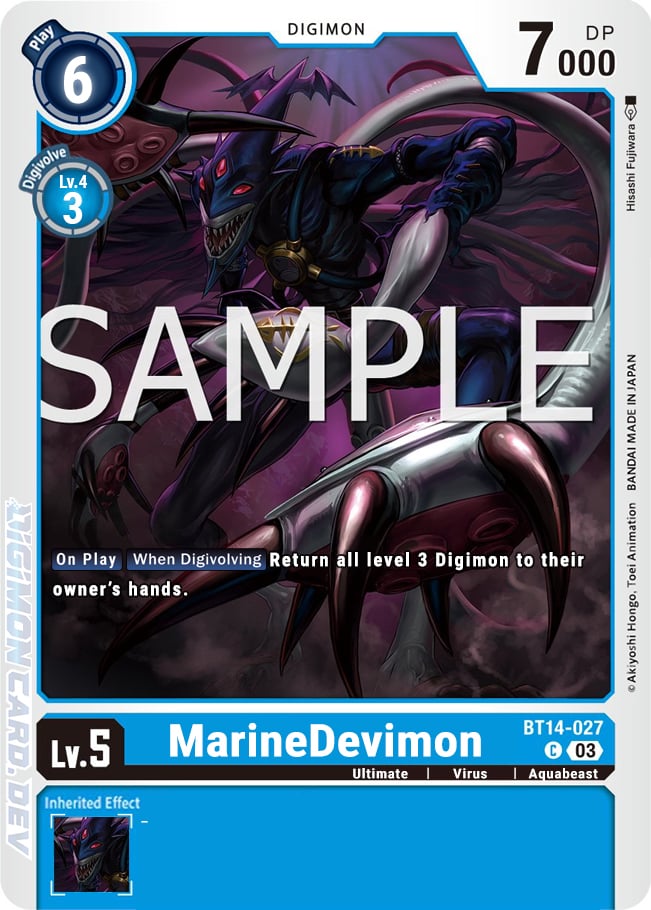 DIGIMON
Play
6
7000
DP
Digivolve
Lv.4
3
Hisashi Fujiwara
SAMPLE
© Akiyoshi Hongo, Toei Animation BANDAI MADE IN JAPAN
On Play When Digivolving Return all level 3 Digimon to their
owner's hands.
DIGIMON CARD.DEV
Lv.5
MarineDevimon
BT14-027
C 03
Ultimate | Virus | Aquabeast
Inherited Effect
-